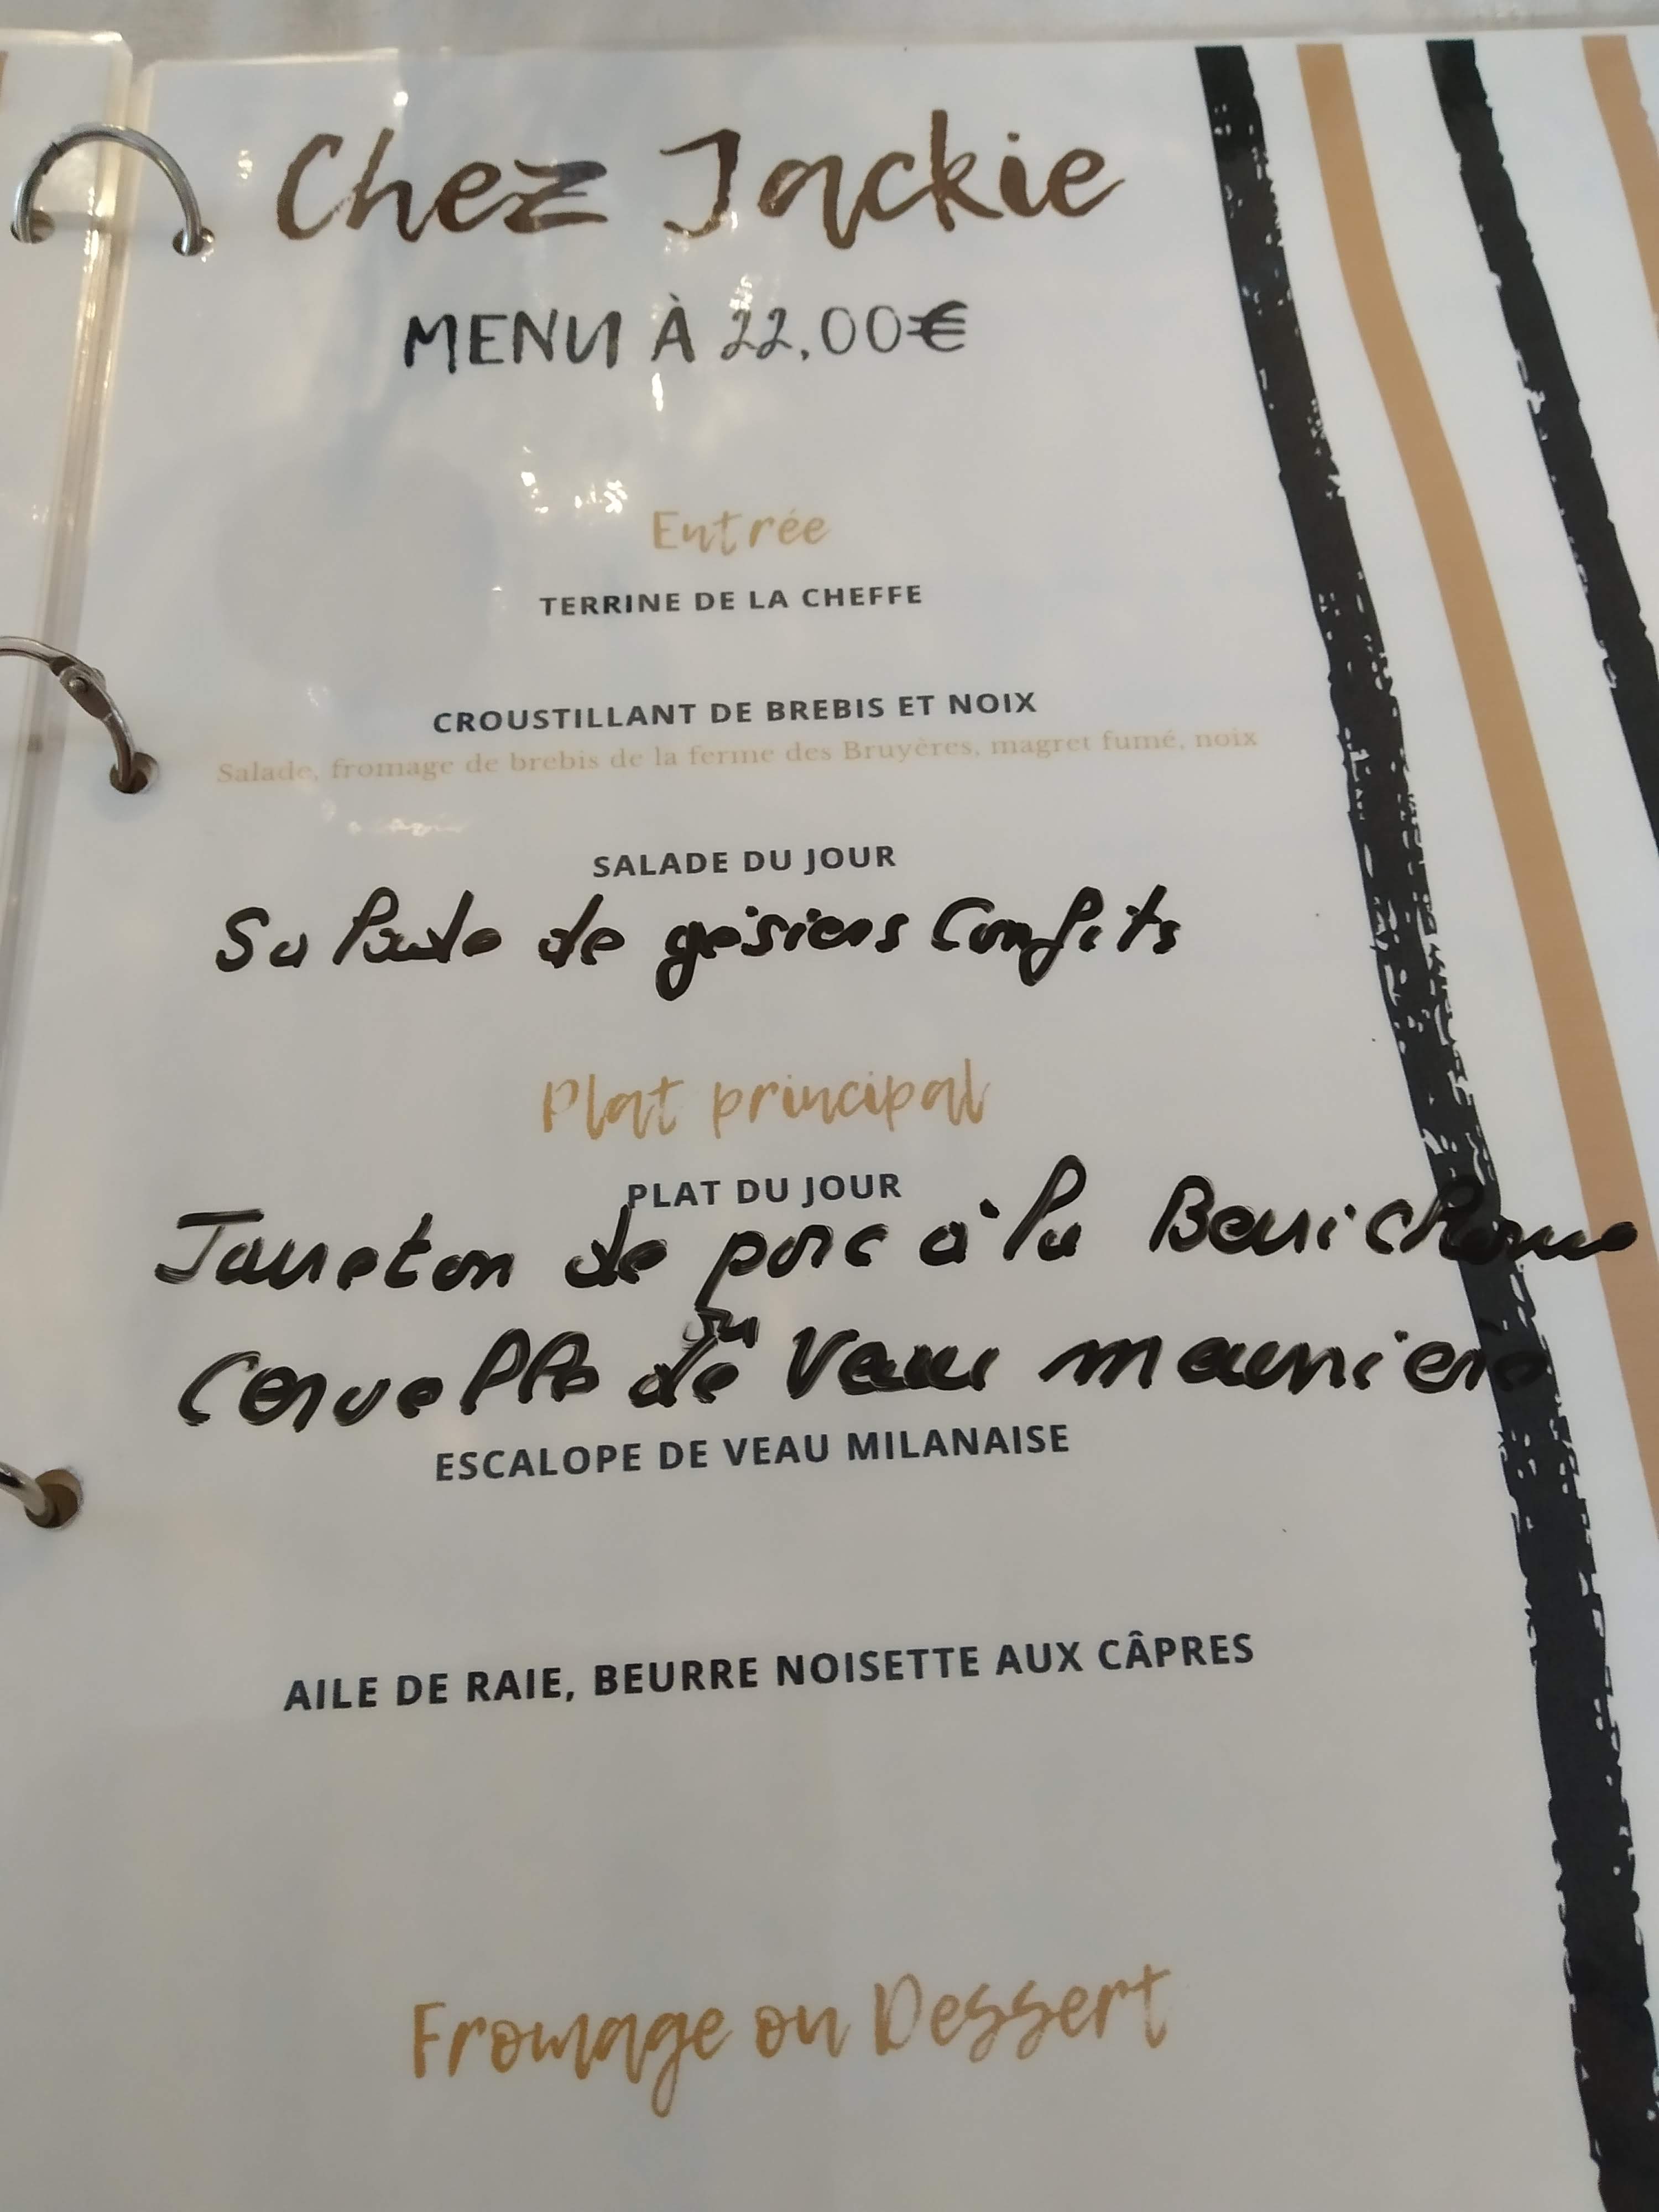 Chez Jackie
MENU À 22,00€
Entrée
TERRINE DE LA CHEFFE
CROUSTILLANT DE BREBIS ET NOIX
Salade, fromage de brebis de la ferme des Bruyères, magret fumé, noix
SALADE DU JOUR
Salade de gésiers Confits
Plat principal
PLAT DU JOUR
Jarreton de porc à la Berrichonne
ou
Cervelle de Veau meunière
ESCALOPE DE VEAU MILANAISE
AILE DE RAIE, BEURRE NOISETTE AUX CÂPRES
Fromage ou Dessert